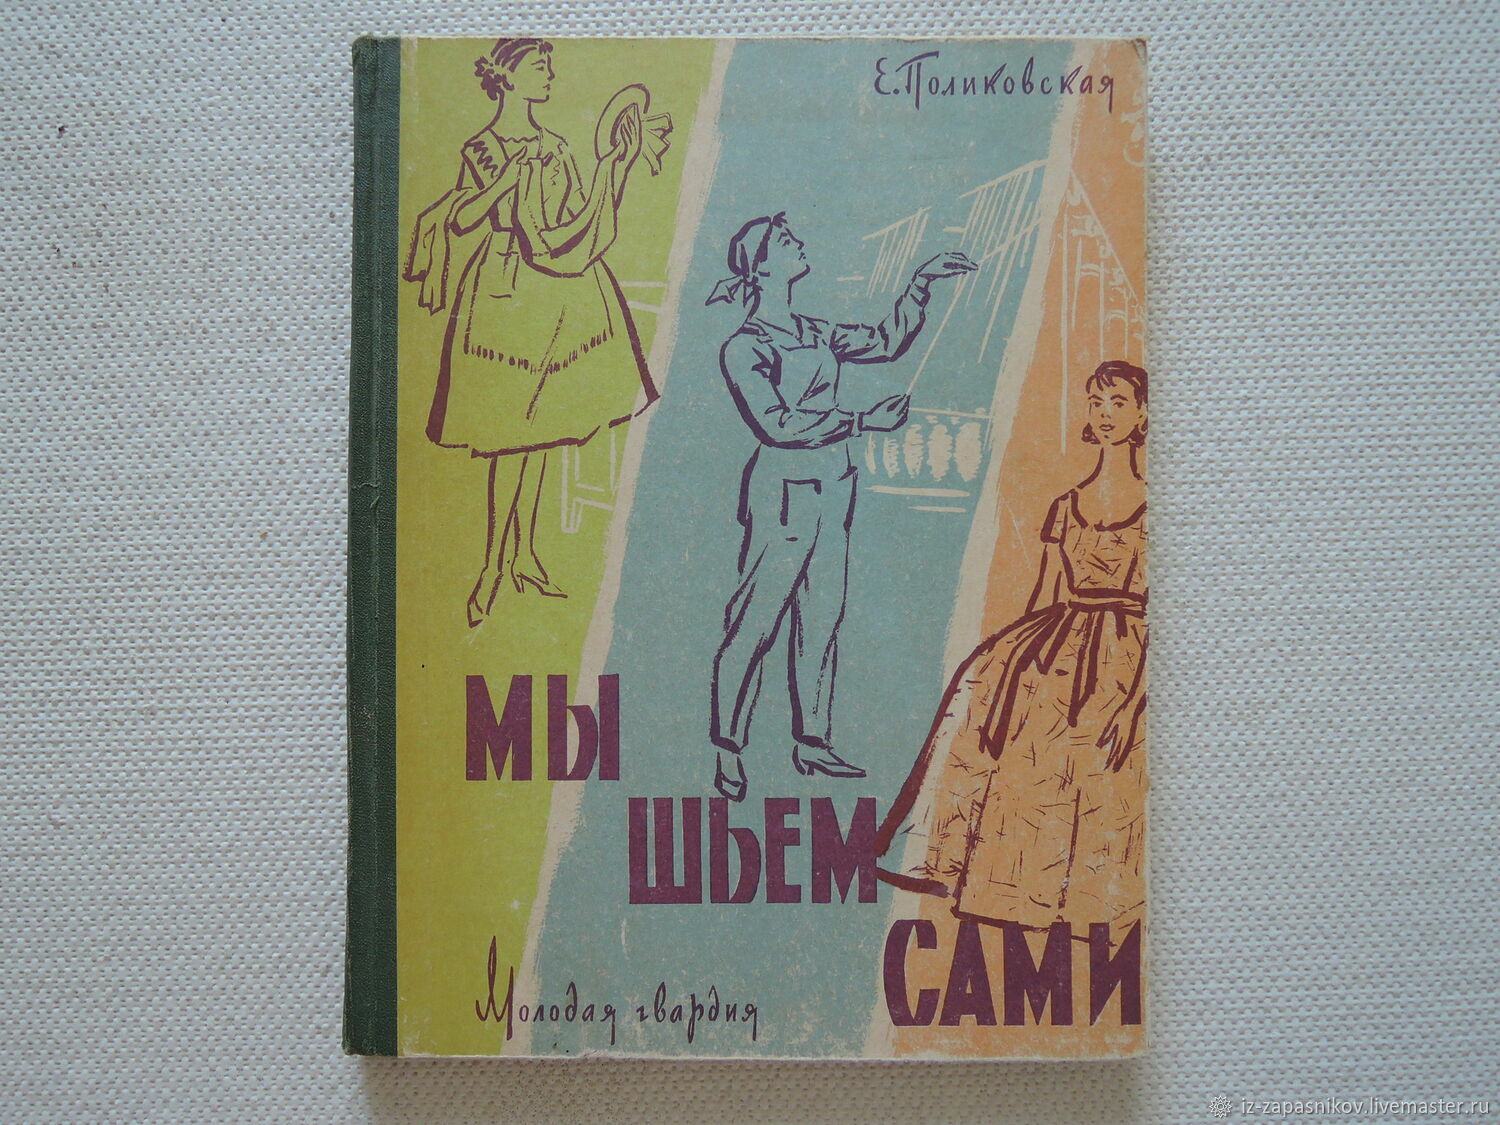 Е. Поликовская
МЫ
ШЬЕМ
САМИ
Молодая гвардия
iz-zapasnikov.livemaster.ru